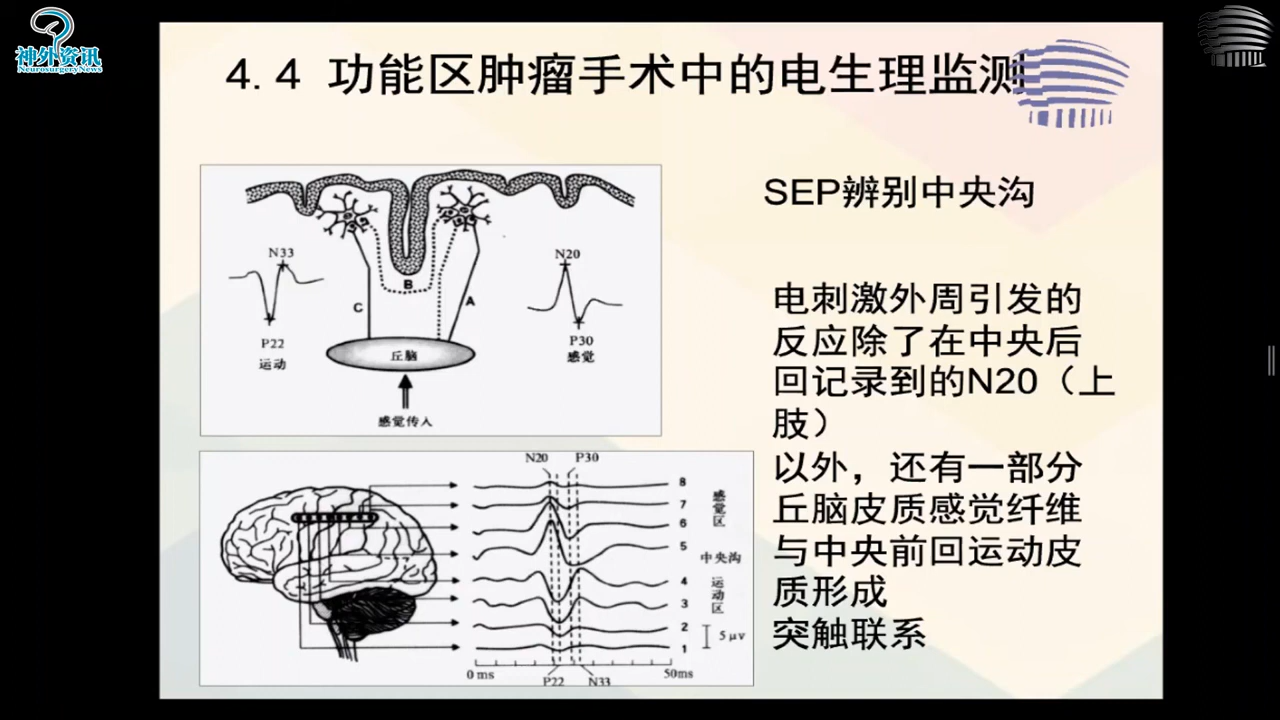 神外资讯
NeurosurgeryNews
4.4 功能区肿瘤手术中的电生理监测
SEP辨别中央沟
电刺激外周引发的
反应除了在中央后
回记录到的N20（上
肢）
以外，还有一部分
丘脑皮质感觉纤维
与中央前回运动皮
质形成
突触联系
N33
P22
运动
B
C
A
N20
P30
感觉
丘脑
感觉传入
N20 P30
8
7
6
5
4
3
2
1
感觉区
中央沟
运动区
5μv
0ms
50ms
P22 N33